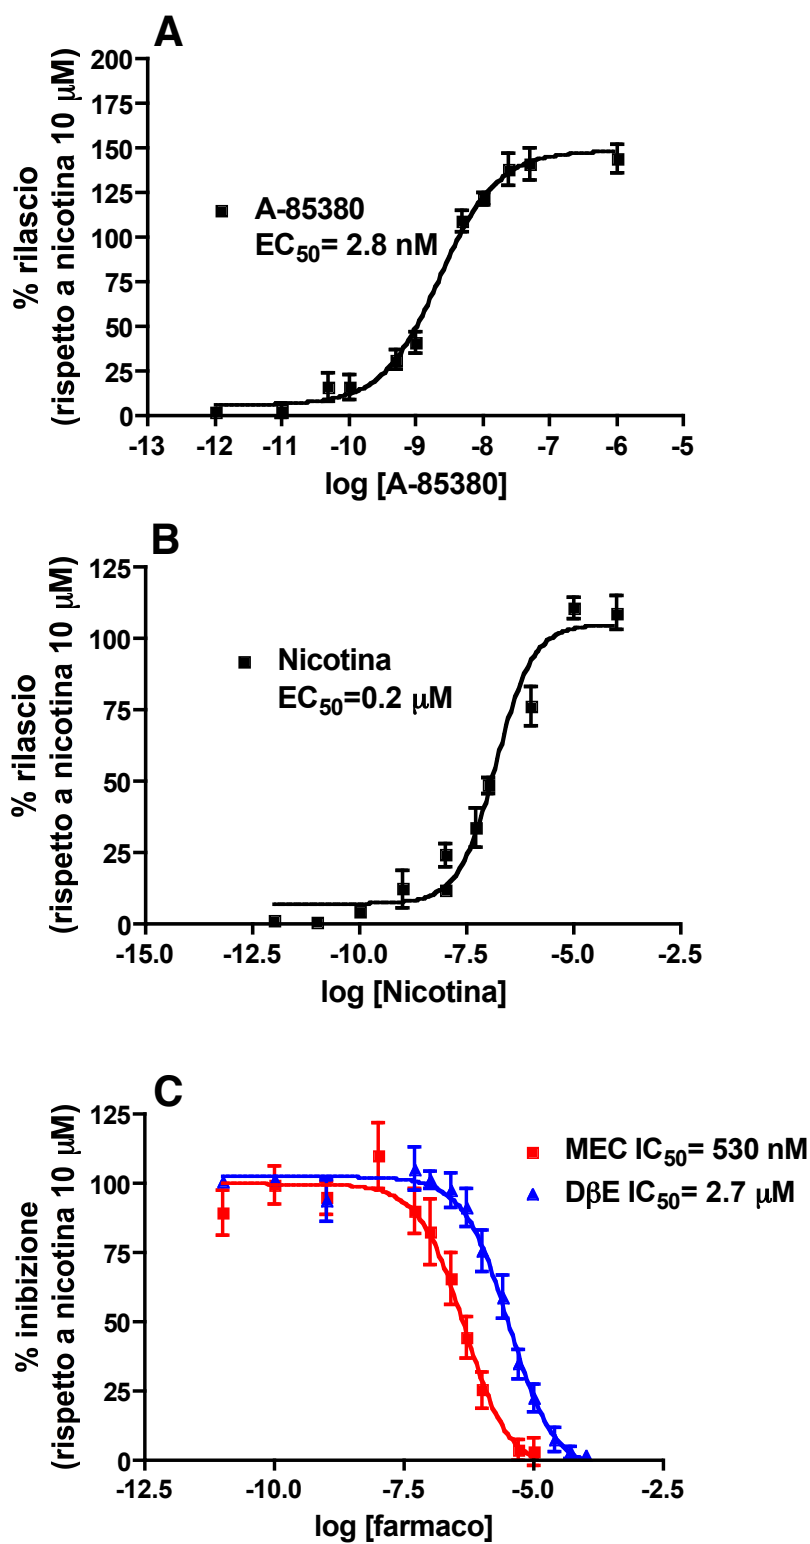 A
% rilascio
(rispetto a nicotina 10 μM)
200
175
150
125
100
75
50
25
0
A-85380
EC50= 2.8 nM
-13 -12 -11 -10 -9 -8 -7 -6 -5
log [A-85380]
B
% rilascio
(rispetto a nicotina 10 μM)
125
100
75
50
25
0
Nicotina
EC50=0.2 μM
-15.0 -12.5 -10.0 -7.5 -5.0 -2.5
log [Nicotina]
C
% inibizione
(rispetto a nicotina 10 μM)
125
100
75
50
25
0
MEC IC50= 530 nM
DβE IC50= 2.7 μM
-12.5 -10.0 -7.5 -5.0 -2.5
log [farmaco]